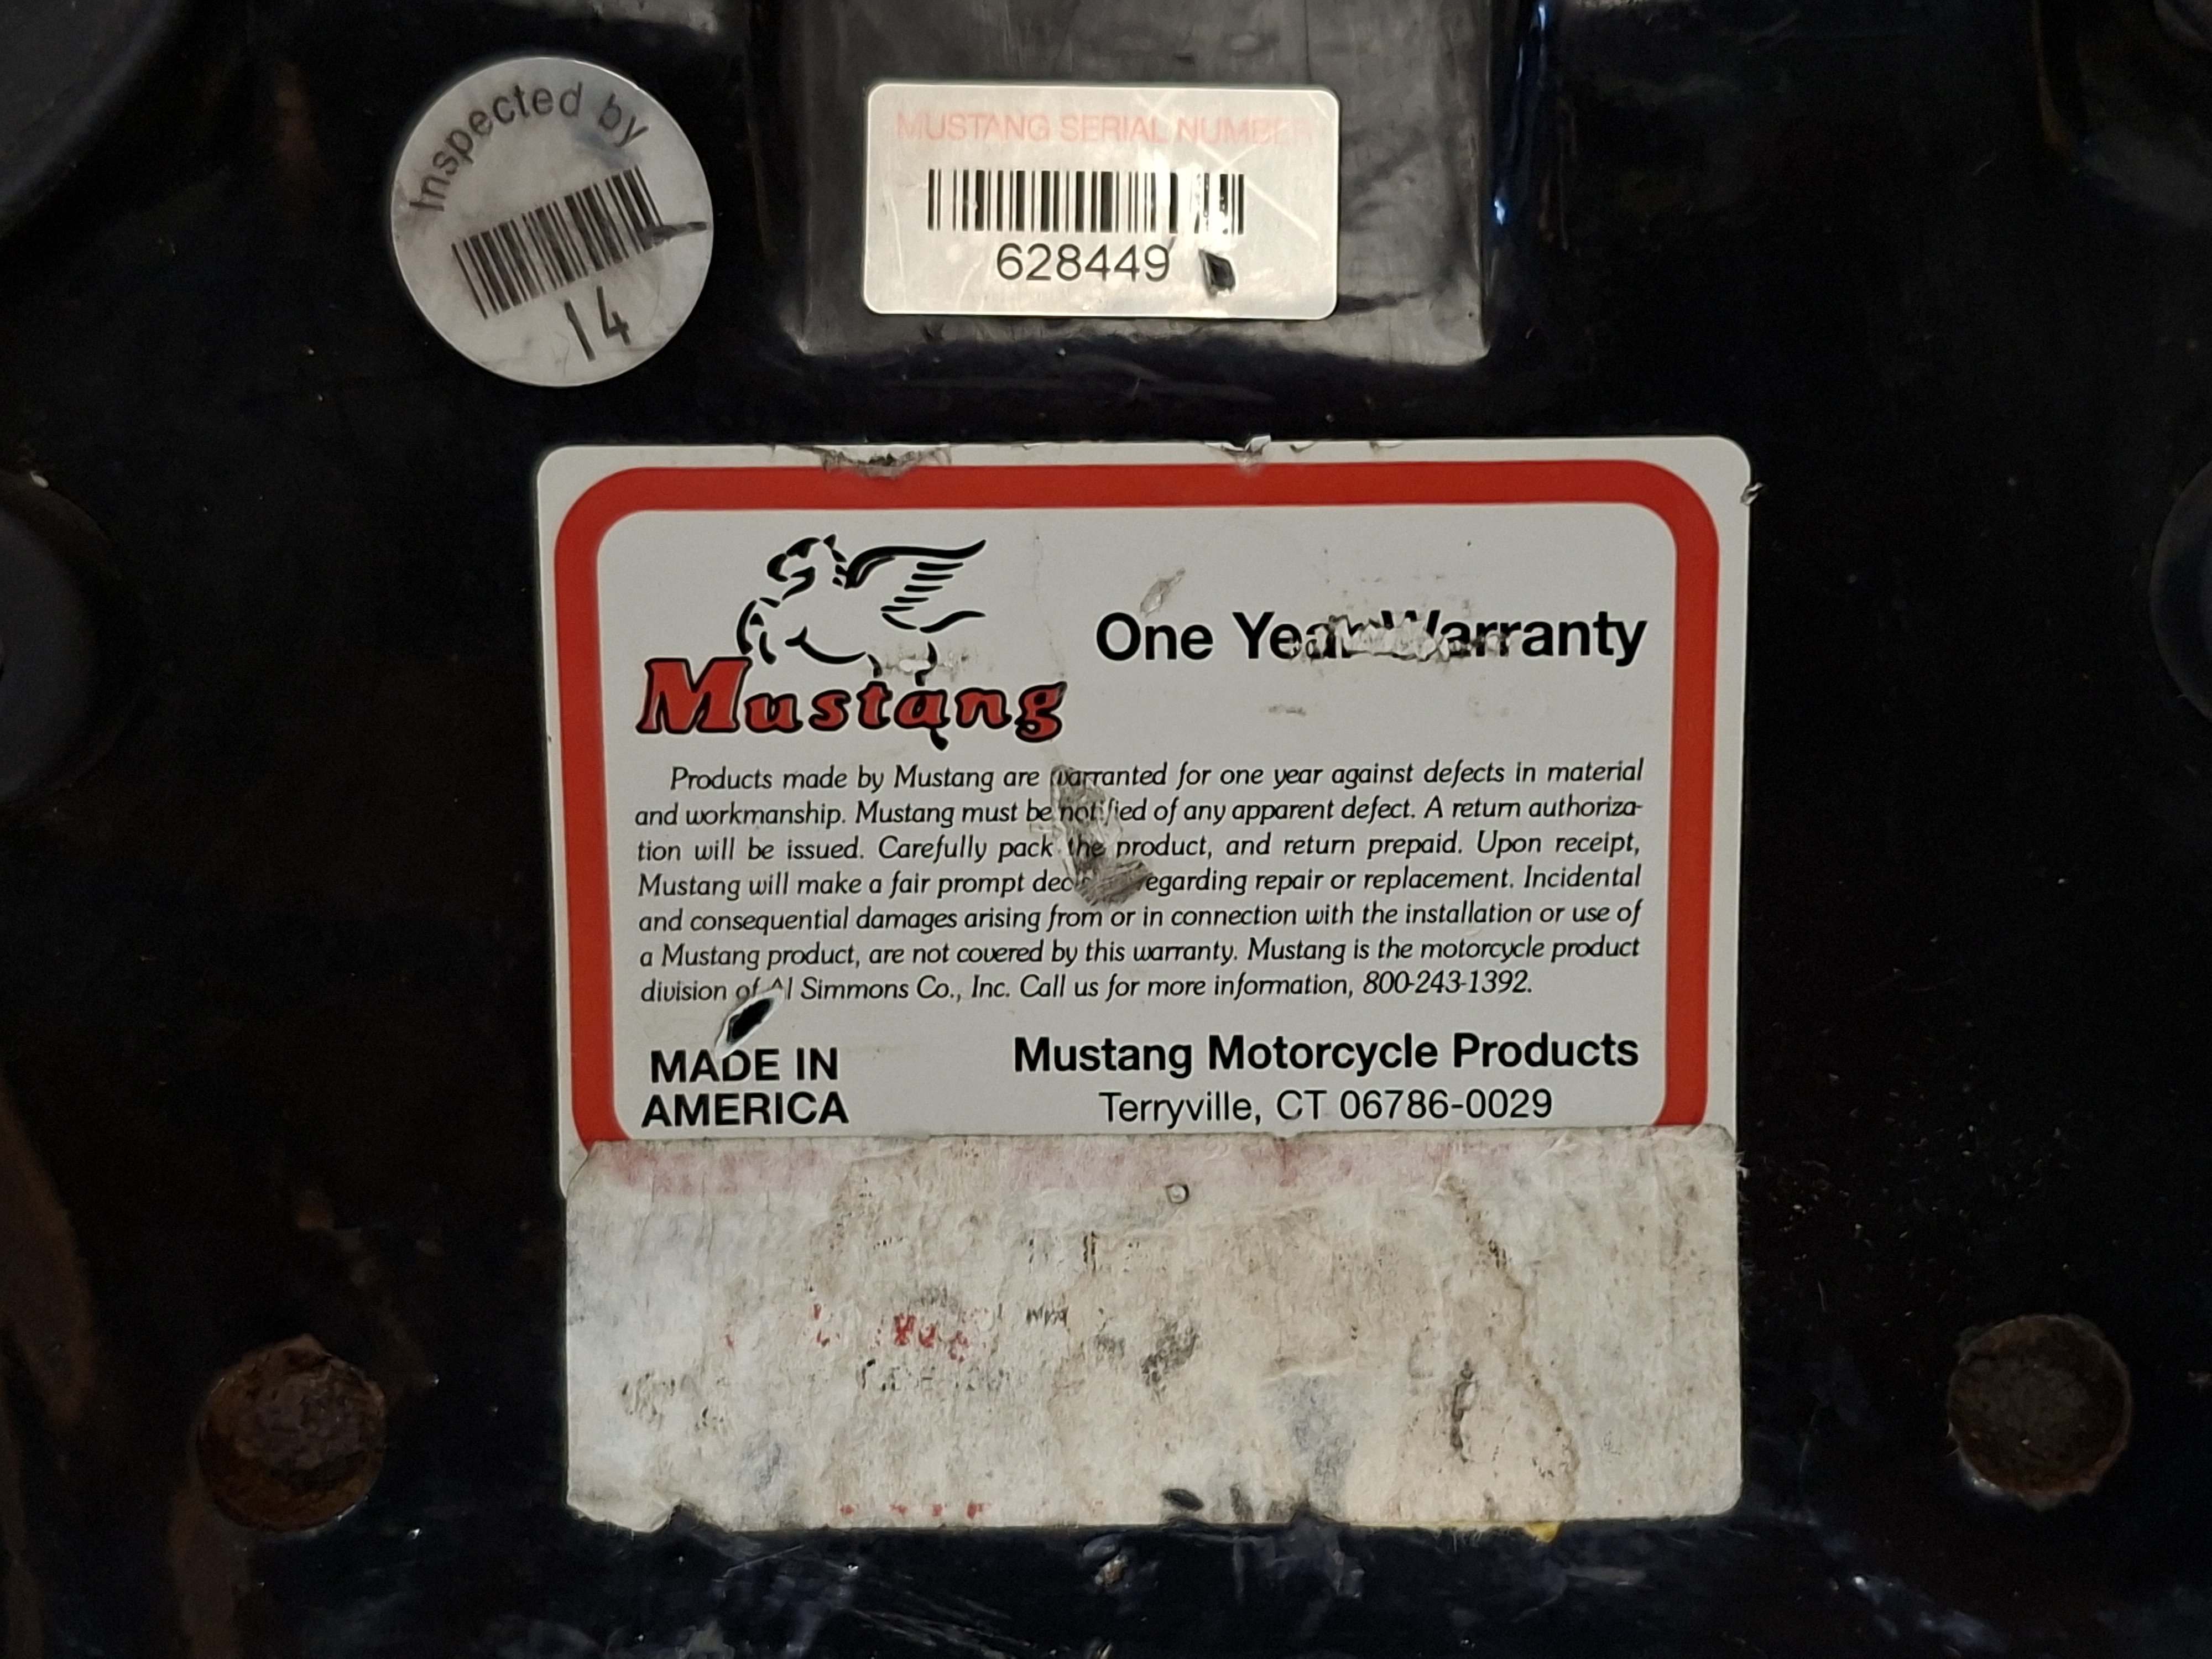 Inspected by
14
MUSTANG SERIAL NUMBER
628449
Mustang
One Year Warranty
Products made by Mustang are warranted for one year against defects in material
and workmanship. Mustang must be notified of any apparent defect. A return authoriza-
tion will be issued. Carefully pack the product, and return prepaid. Upon receipt,
Mustang will make a fair prompt regarding repair or replacement. Incidental
and consequential damages arising from or in connection with the installation or use of
a Mustang product, are not covered by this warranty. Mustang is the motorcycle product
division of Al Simmons Co., Inc. Call us for more information, 800-243-1392.
MADE IN
AMERICA
Mustang Motorcycle Products
Terryville, CT 06786-0029